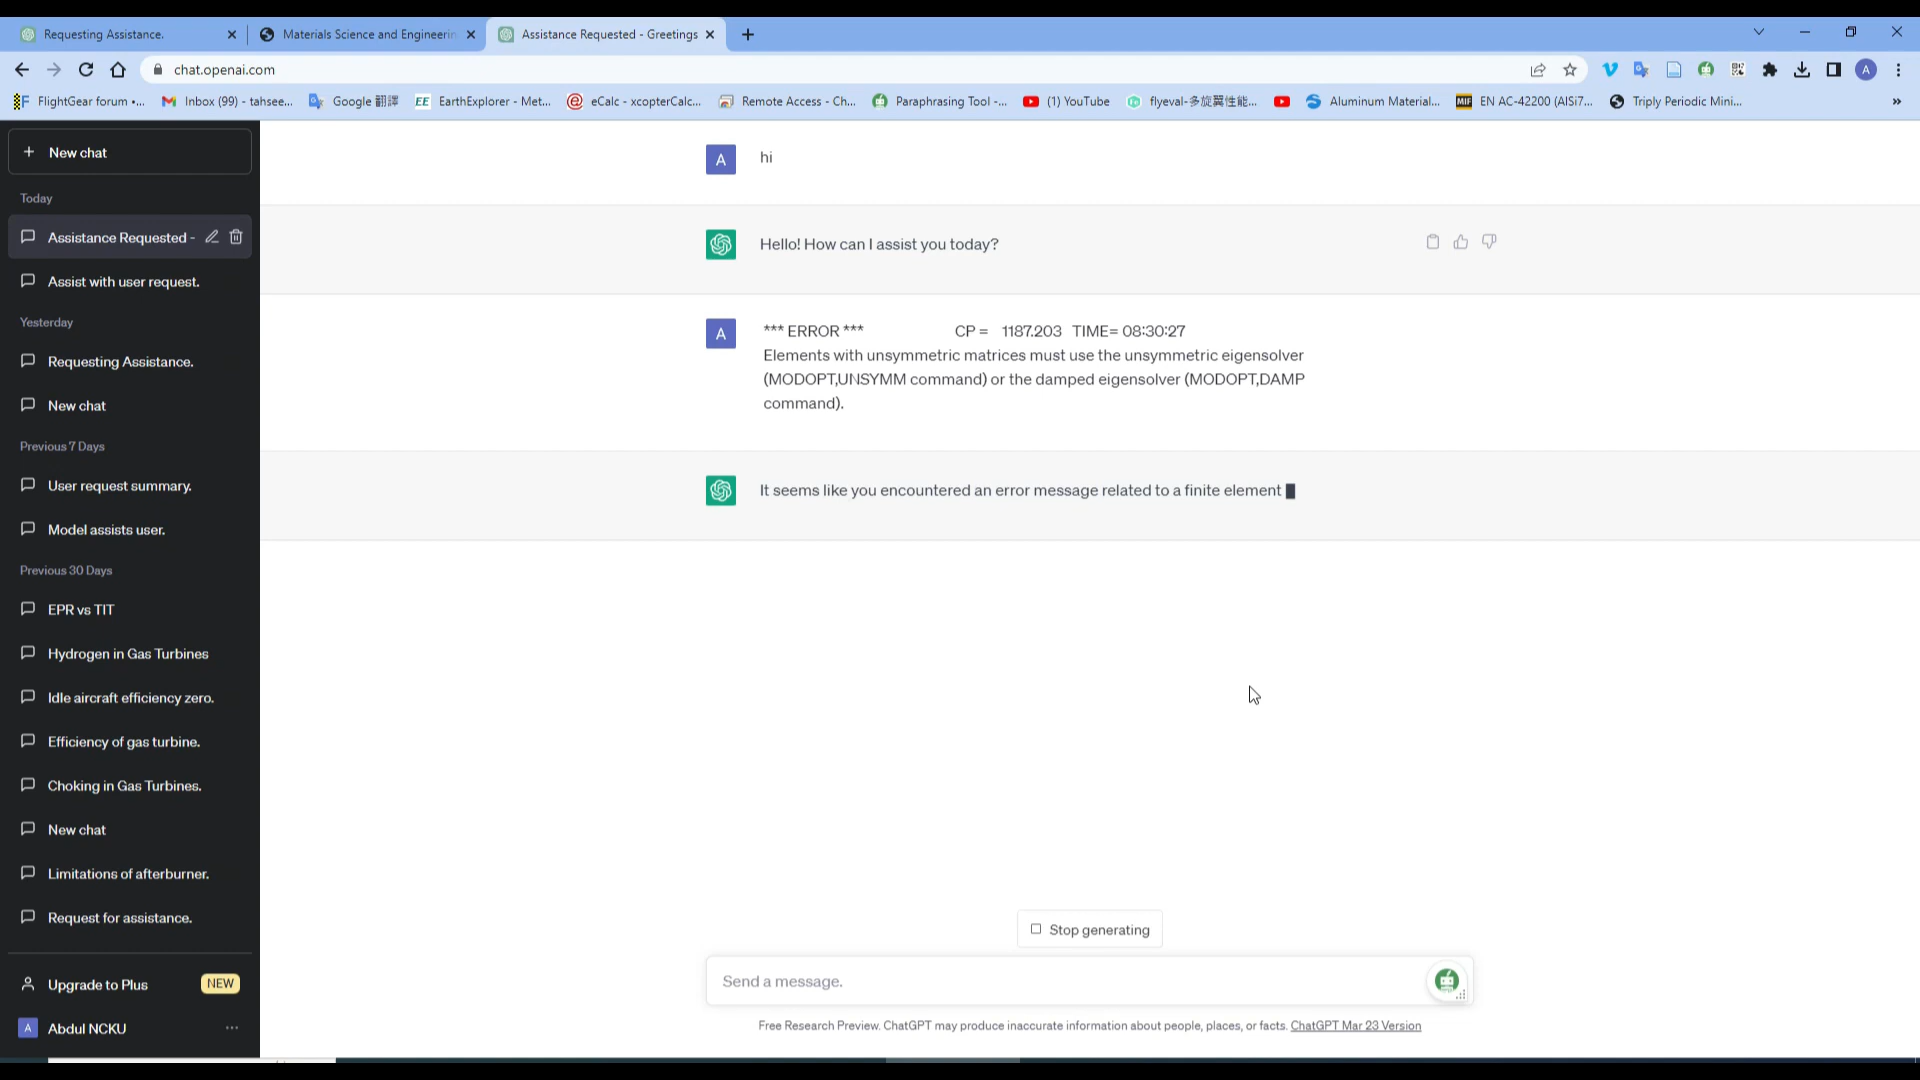 Requesting Assistance.
Materials Science and Engineerin
Assistance Requested - Greetings
chat.openai.com
A
FlightGear forum •...
Inbox (99) - tahsee...
Google 翻譯
EE EarthExplorer - Met...
eCalc - xcopterCalc...
Remote Access - Ch...
Paraphrasing Tool -...
(1) YouTube
flyeval-多旋翼性能...
Aluminum Material...
MIF EN AC-42200 (AlSi7...
Triply Periodic Mini...
»
+ New chat
Today
Assistance Requested -
Assist with user request.
Yesterday
Requesting Assistance.
New chat
Previous 7 Days
User request summary.
Model assists user.
Previous 30 Days
EPR vs TIT
Hydrogen in Gas Turbines
Idle aircraft efficiency zero.
Efficiency of gas turbine.
Choking in Gas Turbines.
New chat
Limitations of afterburner.
Request for assistance.
Upgrade to Plus NEW
A Abdul NCKU ...
A hi
Hello! How can I assist you today?
A *** ERROR *** CP = 1187.203 TIME= 08:30:27
Elements with unsymmetric matrices must use the unsymmetric eigensolver
(MODOPT,UNSYMM command) or the damped eigensolver (MODOPT,DAMP
command).
It seems like you encountered an error message related to a finite element
Stop generating
Send a message.
Free Research Preview. ChatGPT may produce inaccurate information about people, places, or facts. ChatGPT Mar 23 Version